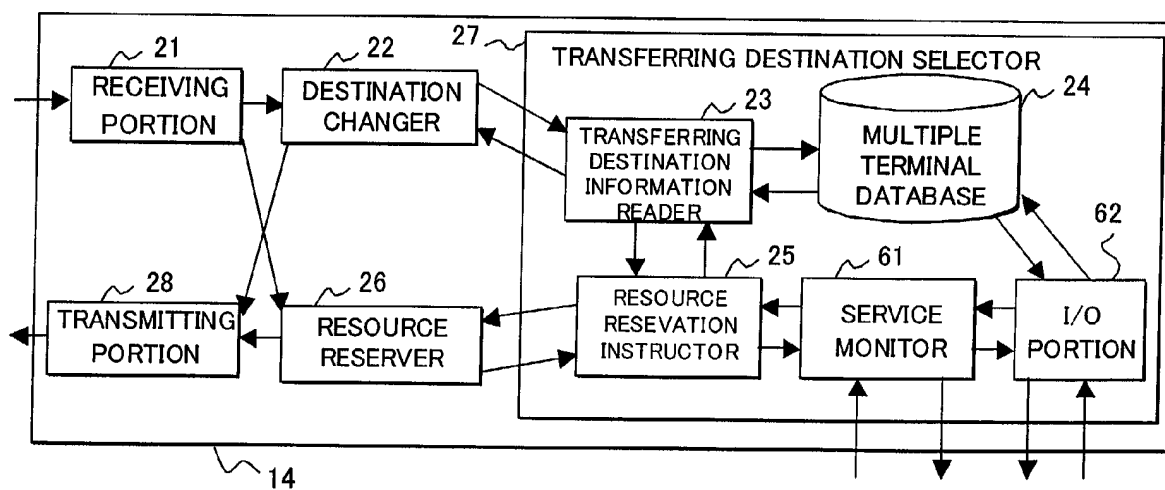 27
TRANSFERRING DESTINATION SELECTOR
21
RECEIVING
PORTION
22
DESTINATION
CHANGER
23
TRANSFERRING
DESTINATION
INFORMATION
READER
24
MULTIPLE
TERMINAL
DATABASE
28
TRANSMITTING
PORTION
26
RESOURCE
RESERVER
25
RESOURCE
RESEVATION
INSTRUCTOR
61
SERVICE
MONITOR
62
I/O
PORTION
14